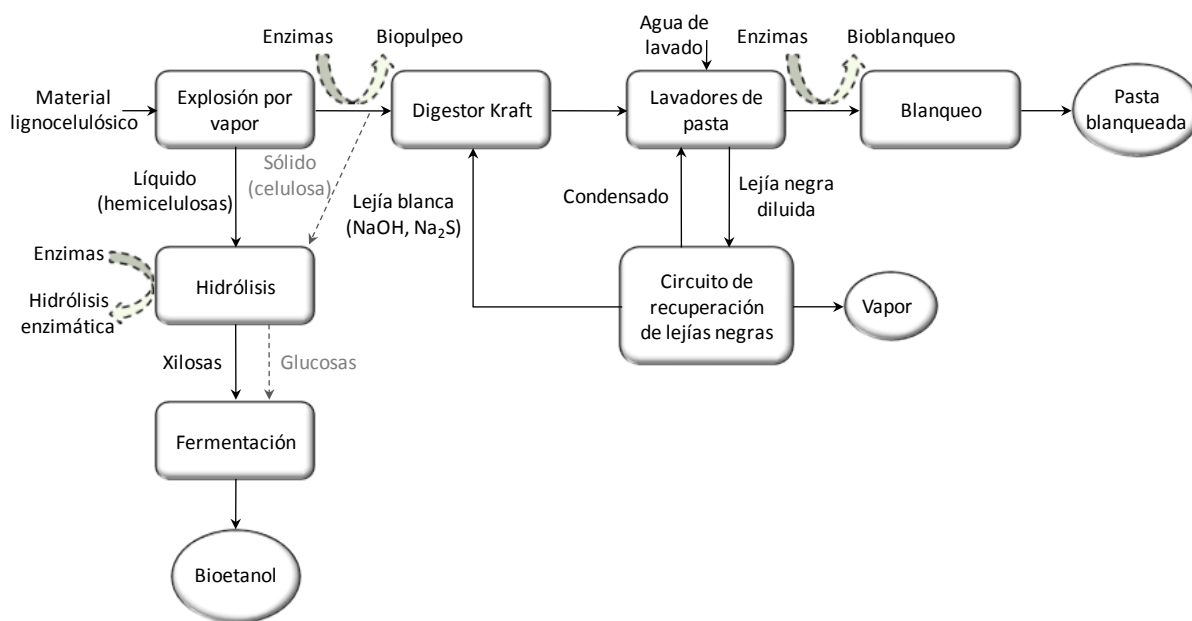 Enzimas
Biopulpeo
Agua de
lavado
Enzimas
Bioblanqueo
Material
lignocelulósico
Explosión por
vapor
Digestor Kraft
Lavadores de
pasta
Blanqueo
Pasta
blanqueada
Líquido
(hemicelulosas)
Sólido
(celulosa)
Lejía blanca
(NaOH, Na₂S)
Condensado
Lejía negra
diluida
Enzimas
Hidrólisis
enzimática
Hidrólisis
Circuito de
recuperación
de lejías negras
Vapor
Xilosas
Glucosas
Fermentación
Bioetanol